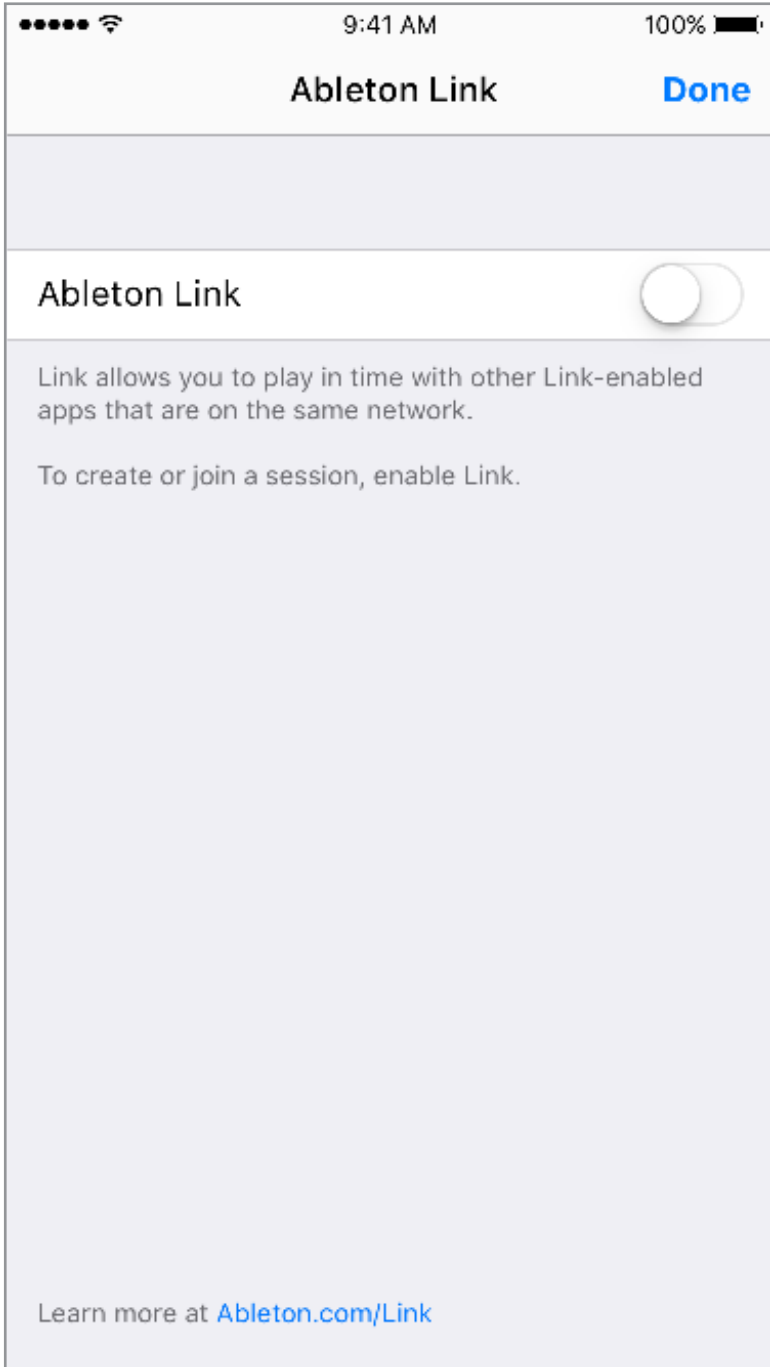 9:41 AM 100%
Ableton Link Done
Ableton Link
Link allows you to play in time with other Link-enabled
apps that are on the same network.
To create or join a session, enable Link.
Learn more at Ableton.com/Link